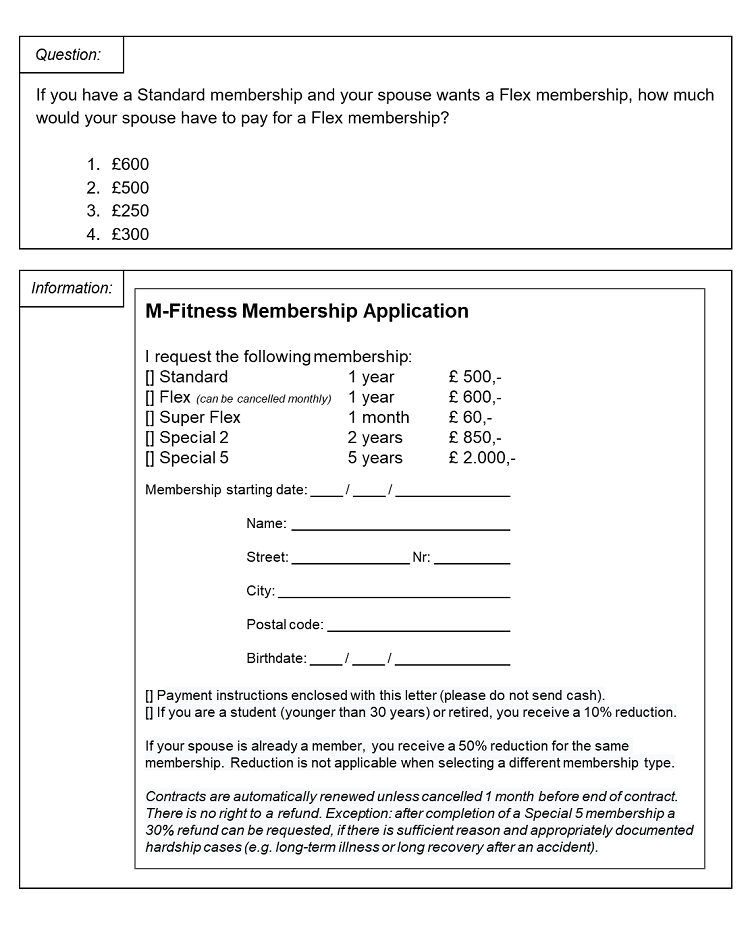 Question:
If you have a Standard membership and your spouse wants a Flex membership, how much
would your spouse have to pay for a Flex membership?
1. £600
2. £500
3. £250
4. £300
Information:
M-Fitness Membership Application
I request the following membership:
[] Standard 1 year £ 500,-
[] Flex (can be cancelled monthly) 1 year £ 600,-
[] Super Flex 1 month £ 60,-
[] Special 2 2 years £ 850,-
[] Special 5 5 years £ 2.000,-
Membership starting date: ____ / ____ / ______________
Name: ___________________________
Street: ______________ Nr: _________
City: ____________________________
Postal code: ______________________
Birthdate: ____ / ____ / ______________
[] Payment instructions enclosed with this letter (please do not send cash).
[] If you are a student (younger than 30 years) or retired, you receive a 10% reduction.
If your spouse is already a member, you receive a 50% reduction for the same
membership. Reduction is not applicable when selecting a different membership type.
Contracts are automatically renewed unless cancelled 1 month before end of contract.
There is no right to a refund. Exception: after completion of a Special 5 membership a
30% refund can be requested, if there is sufficient reason and appropriately documented
hardship cases (e.g. long-term illness or long recovery after an accident).